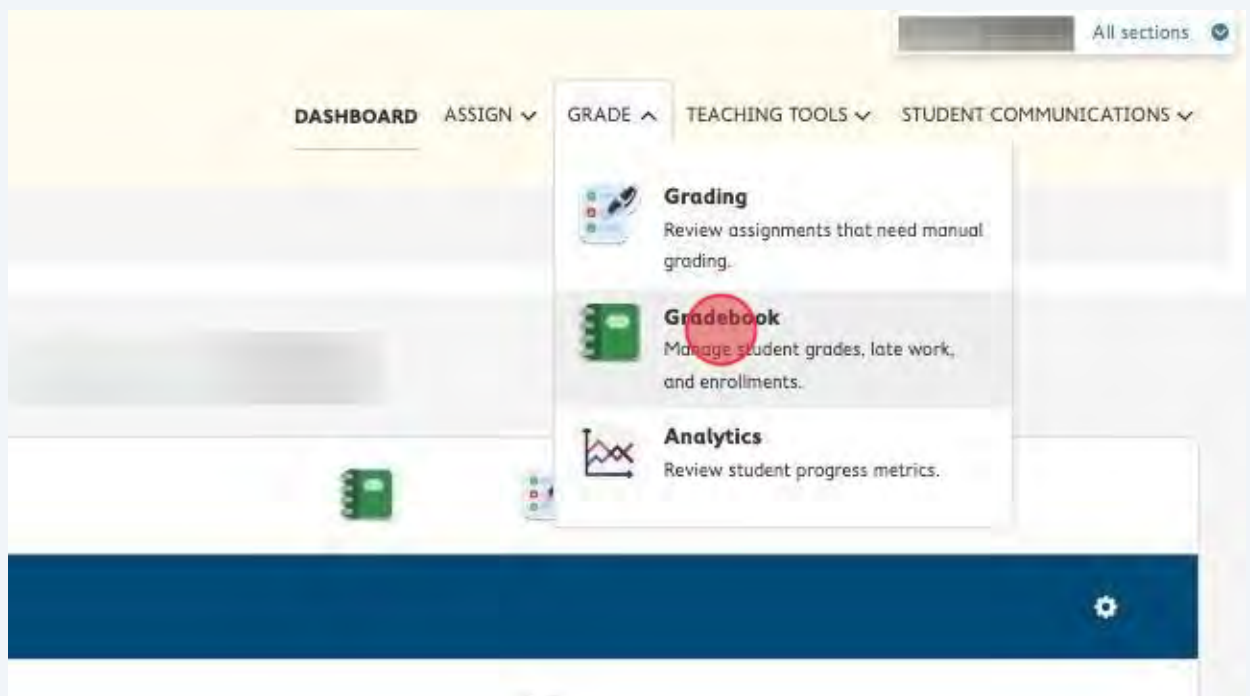 All sections
DASHBOARD ASSIGN GRADE TEACHING TOOLS STUDENT COMMUNICATIONS
Grading
Review assignments that need manual
grading.
Gradebook
Manage student grades, late work,
and enrollments.
Analytics
Review student progress metrics.